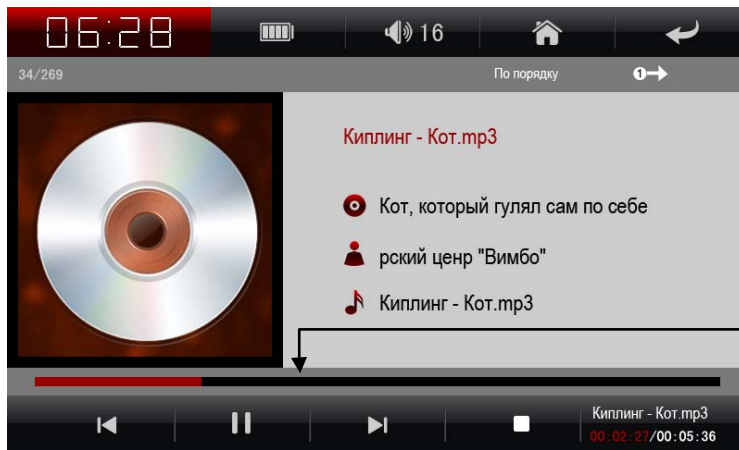 06:28 16
34/269 По порядку 1
Киплинг - Кот.mp3
Кот, который гулял сам по себе
рский ценр "Вимбо"
Киплинг - Кот.mp3
Киплинг - Кот.mp3
00:02:27/00:05:36